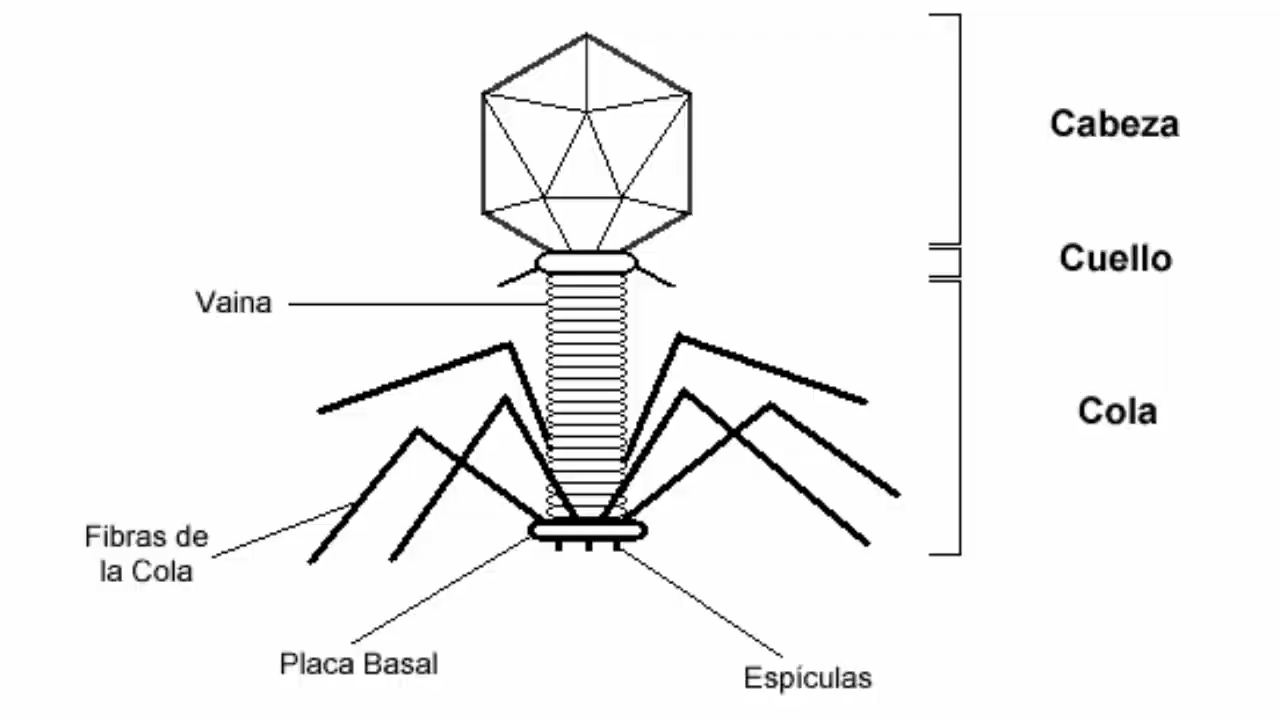 Cabeza
Cuello
Vaina
Cola
Fibras de
la Cola
Placa Basal
Espículas